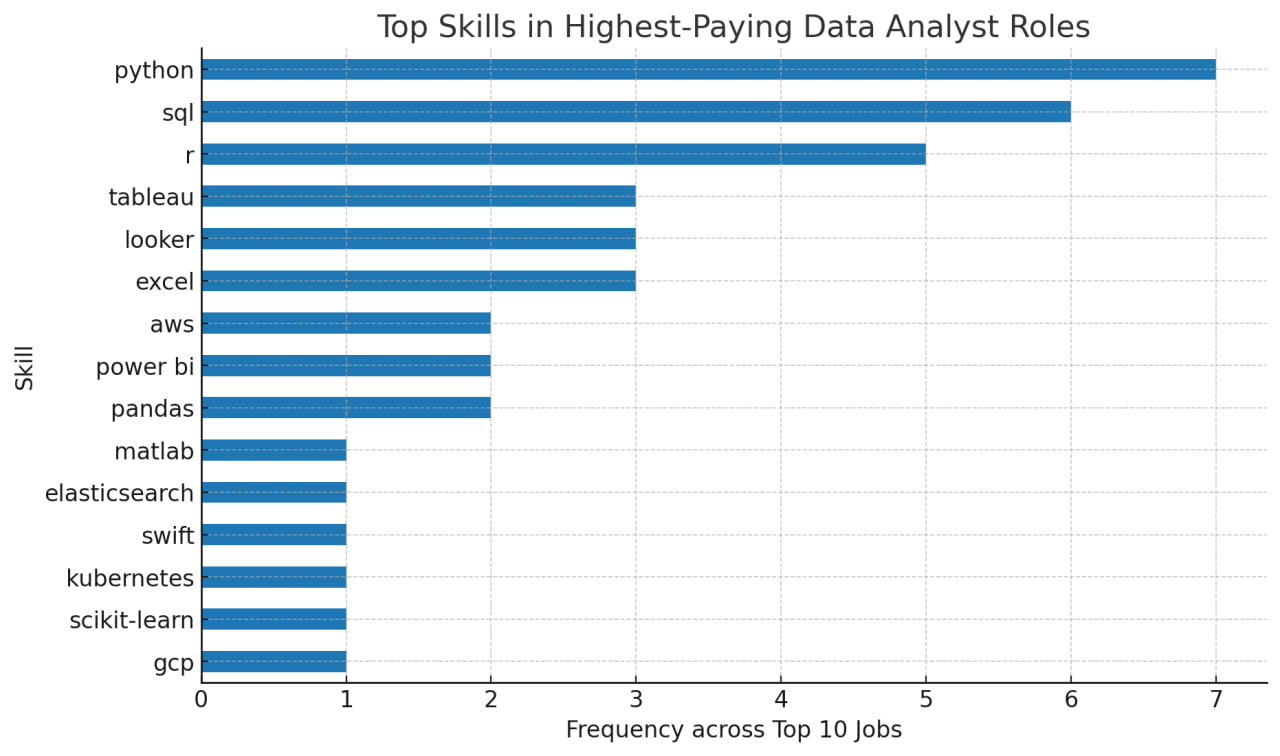 Top Skills in Highest-Paying Data Analyst Roles
python
sql
r
tableau
looker
excel
aws
power bi
pandas
matlab
elasticsearch
swift
kubernetes
scikit-learn
gcp
Skill
0 1 2 3 4 5 6 7
Frequency across Top 10 Jobs